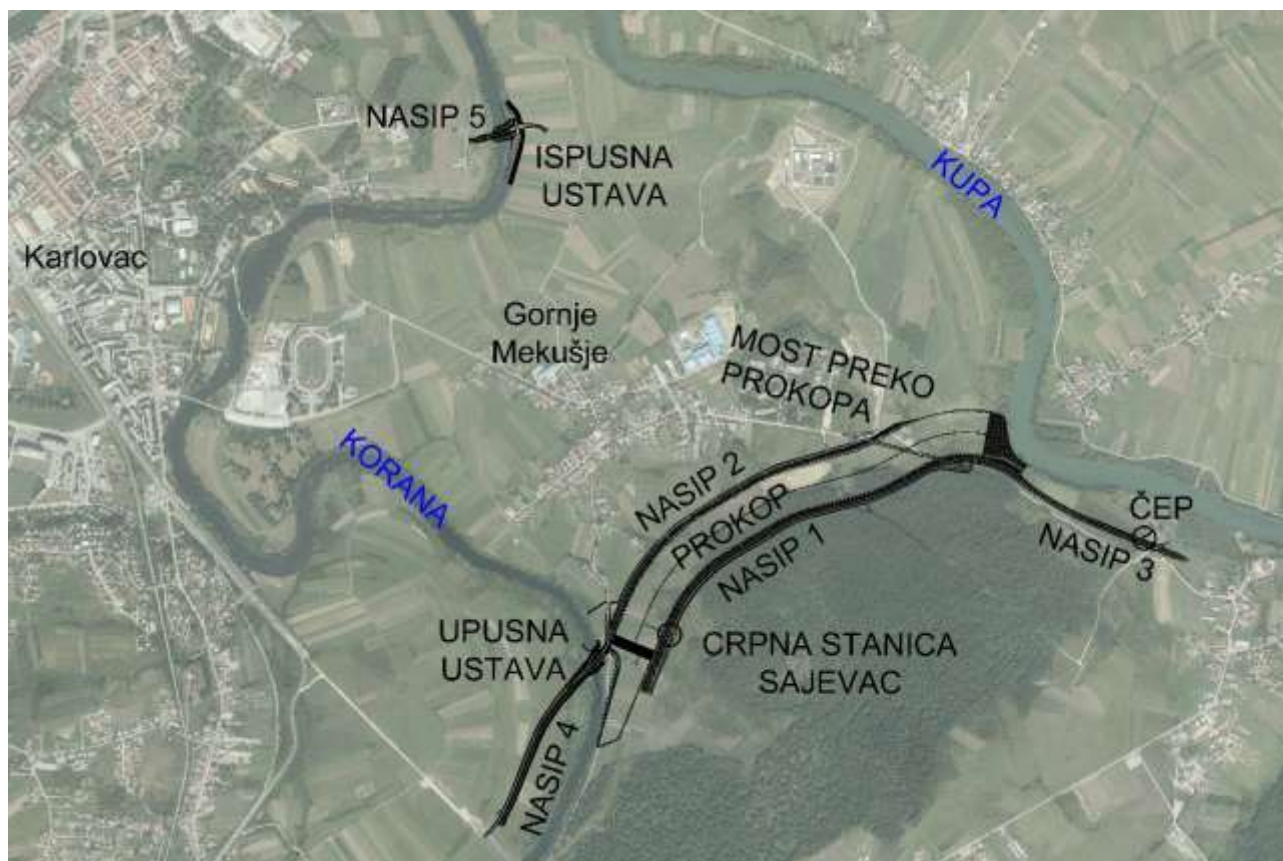 NASIP 5
ISPUSNA
USTAVA
KUPA
Karlovac
Gornje
Mekušje
MOST PREKO
PROKOPA
KORANA
NASIP 2
PROKOP
NASIP 1
ČEP
NASIP 3
UPUSNA
USTAVA
CRPNA STANICA
SAJEVAC
NASIP 4